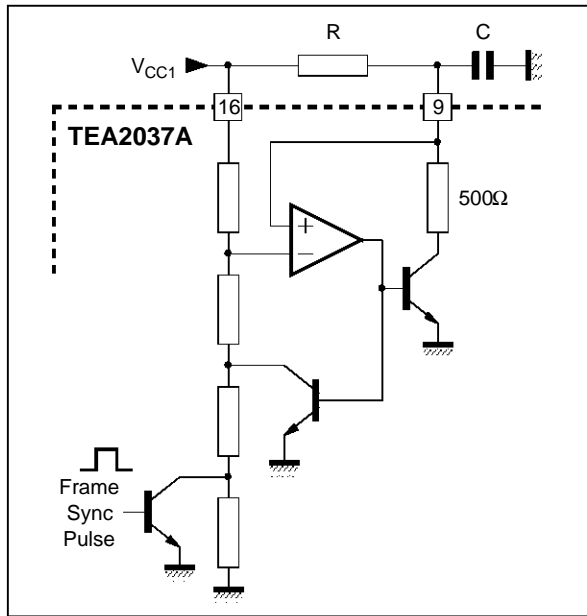 R
C
VCC1
16
9
TEA2037A
+
−
500Ω
Frame
Sync
Pulse